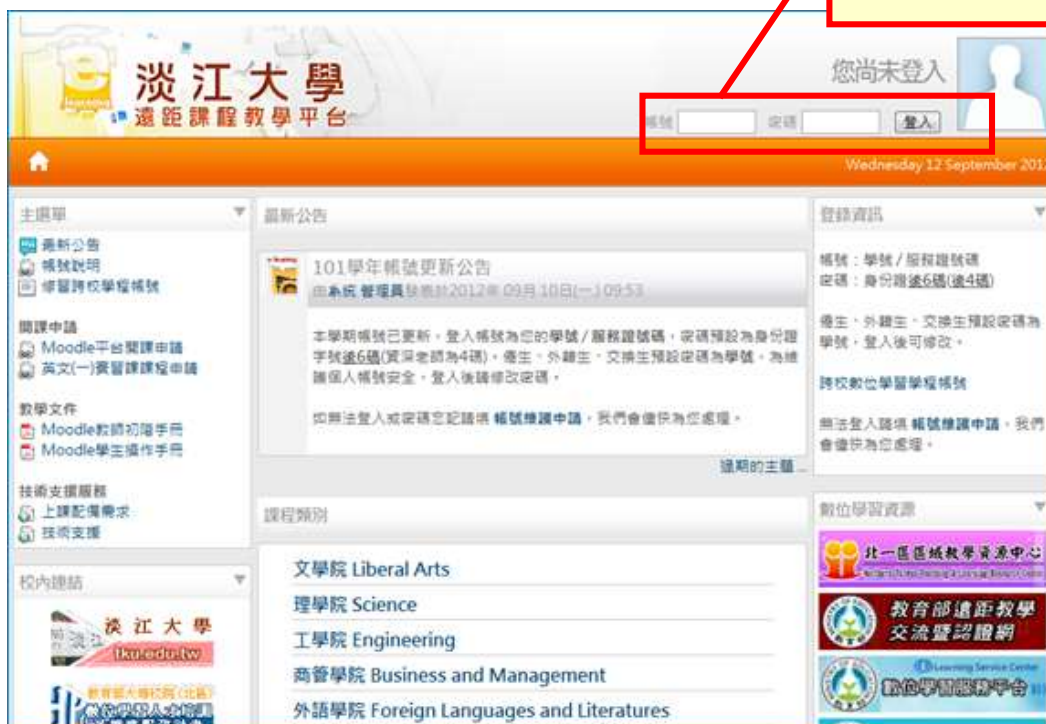 淡江大學
遠距課程教學平台
您尚未登入
帳號
密碼
登入
Wednesday 12 September 201
主選單
最新公告
帳號說明
修習跨校學程帳號
開課申請
Moodle平台開課申請
英文(一)實習課課程申請
教學文件
Moodle教師初階手冊
Moodle學生操作手冊
技術支援服務
上課配備需求
技術支援
校內連結
淡江大學
tku.edu.tw
最新公告
101學年帳號更新公告
由系統 管理員發表於2012年 09月 10日(一) 09:53
本學期帳號已更新，登入帳號為您的學號 / 服務證號碼，密碼預設為身份證
字號後6碼(資深老師為4碼)。僑生、外籍生、交換生預設密碼為學號，為維
護個人帳號安全，登入後請修改密碼。
如無法登入或密碼忘記請填 帳號維護申請，我們會儘快為您處理。
過期的主題...
課程類別
文學院 Liberal Arts
理學院 Science
工學院 Engineering
商管學院 Business and Management
外語學院 Foreign Languages and Literatures
登錄資訊
帳號：學號 / 服務證號碼
密碼：身份證後6碼(後4碼)
僑生、外籍生、交換生預設密碼為
學號，登入後可修改。
跨校數位學習學程帳號
無法登入請填 帳號維護申請，我們
會儘快為您處理。
數位學習資源
北一區區域教學資源中心
教育部遠距教學
交流暨認證網
Learning Service Center
數位學習服務平台